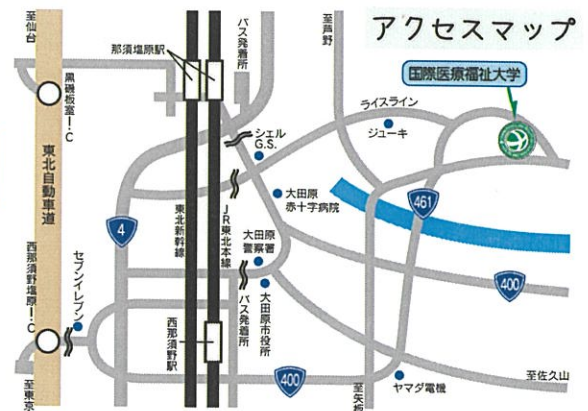 アクセスマップ
至仙台
那須塩原駅
バス発着所
至芦野
国際医療福祉大学
黒磯板室I.C
ライスライン
ジューキ
シェル
G.S.
東北自動車道
大田原
赤十字病院
461
4
東北新幹線
JR東北本線
大田原
警察署
400
西那須野塩原I.C
セブンイレブン
バス発着所
大田原市役所
西那須野駅
400
至東京
至矢板
ヤマダ電機
至佐久山